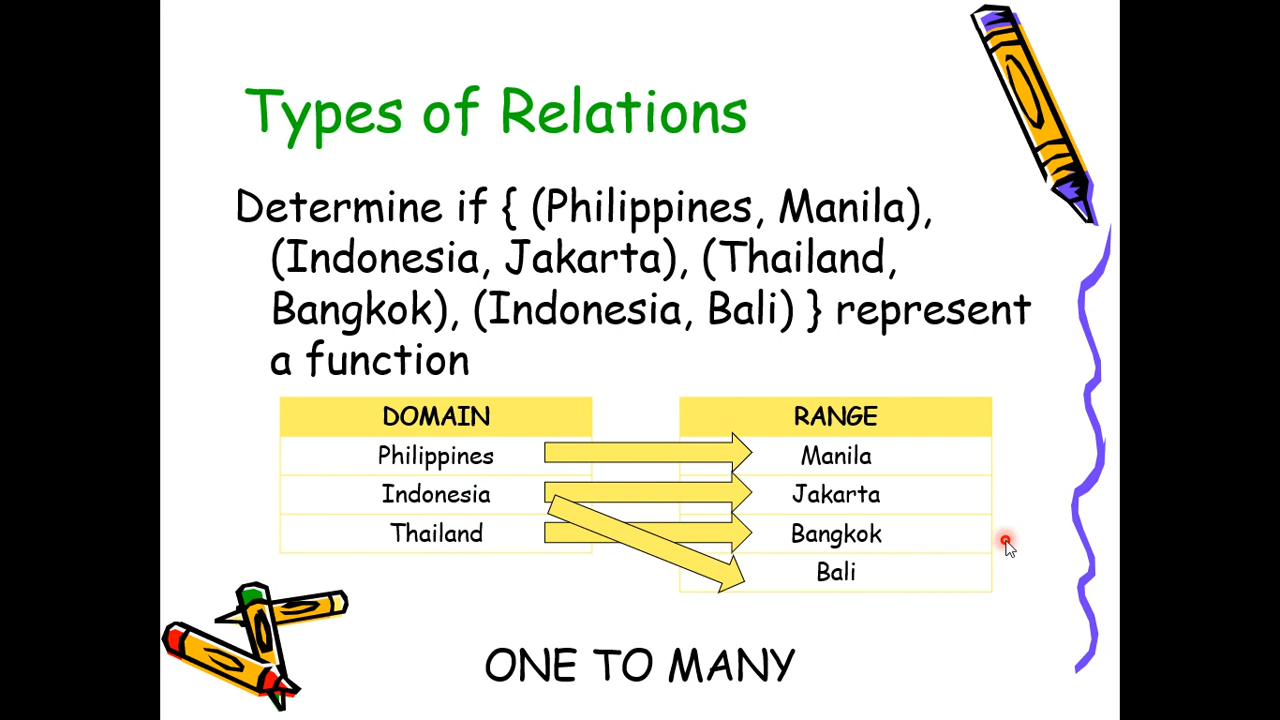 Types of Relations
Determine if { (Philippines, Manila),
(Indonesia, Jakarta), (Thailand,
Bangkok), (Indonesia, Bali) } represent
a function
DOMAIN RANGE
Philippines Manila
Indonesia Jakarta
Thailand Bangkok
Bali
ONE TO MANY